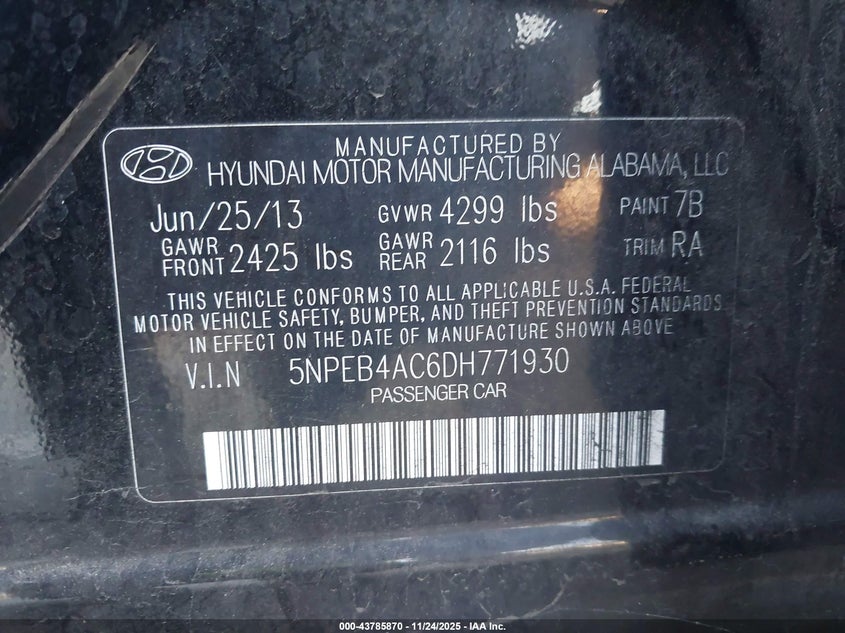 MANUFACTURED BY
HYUNDAI MOTOR MANUFACTURING ALABAMA, LLC
Jun/25/13 GVWR 4299 lbs PAINT 7B
GAWR FRONT 2425 lbs GAWR REAR 2116 lbs TRIM RA
THIS VEHICLE CONFORMS TO ALL APPLICABLE U.S.A. FEDERAL
MOTOR VEHICLE SAFETY, BUMPER, AND THEFT PREVENTION STANDARDS
IN EFFECT ON THE DATE OF MANUFACTURE SHOWN ABOVE
V.I.N 5NPEB4AC6DH771930
PASSENGER CAR
000-43785870 - 11/24/2025 - IAA Inc.